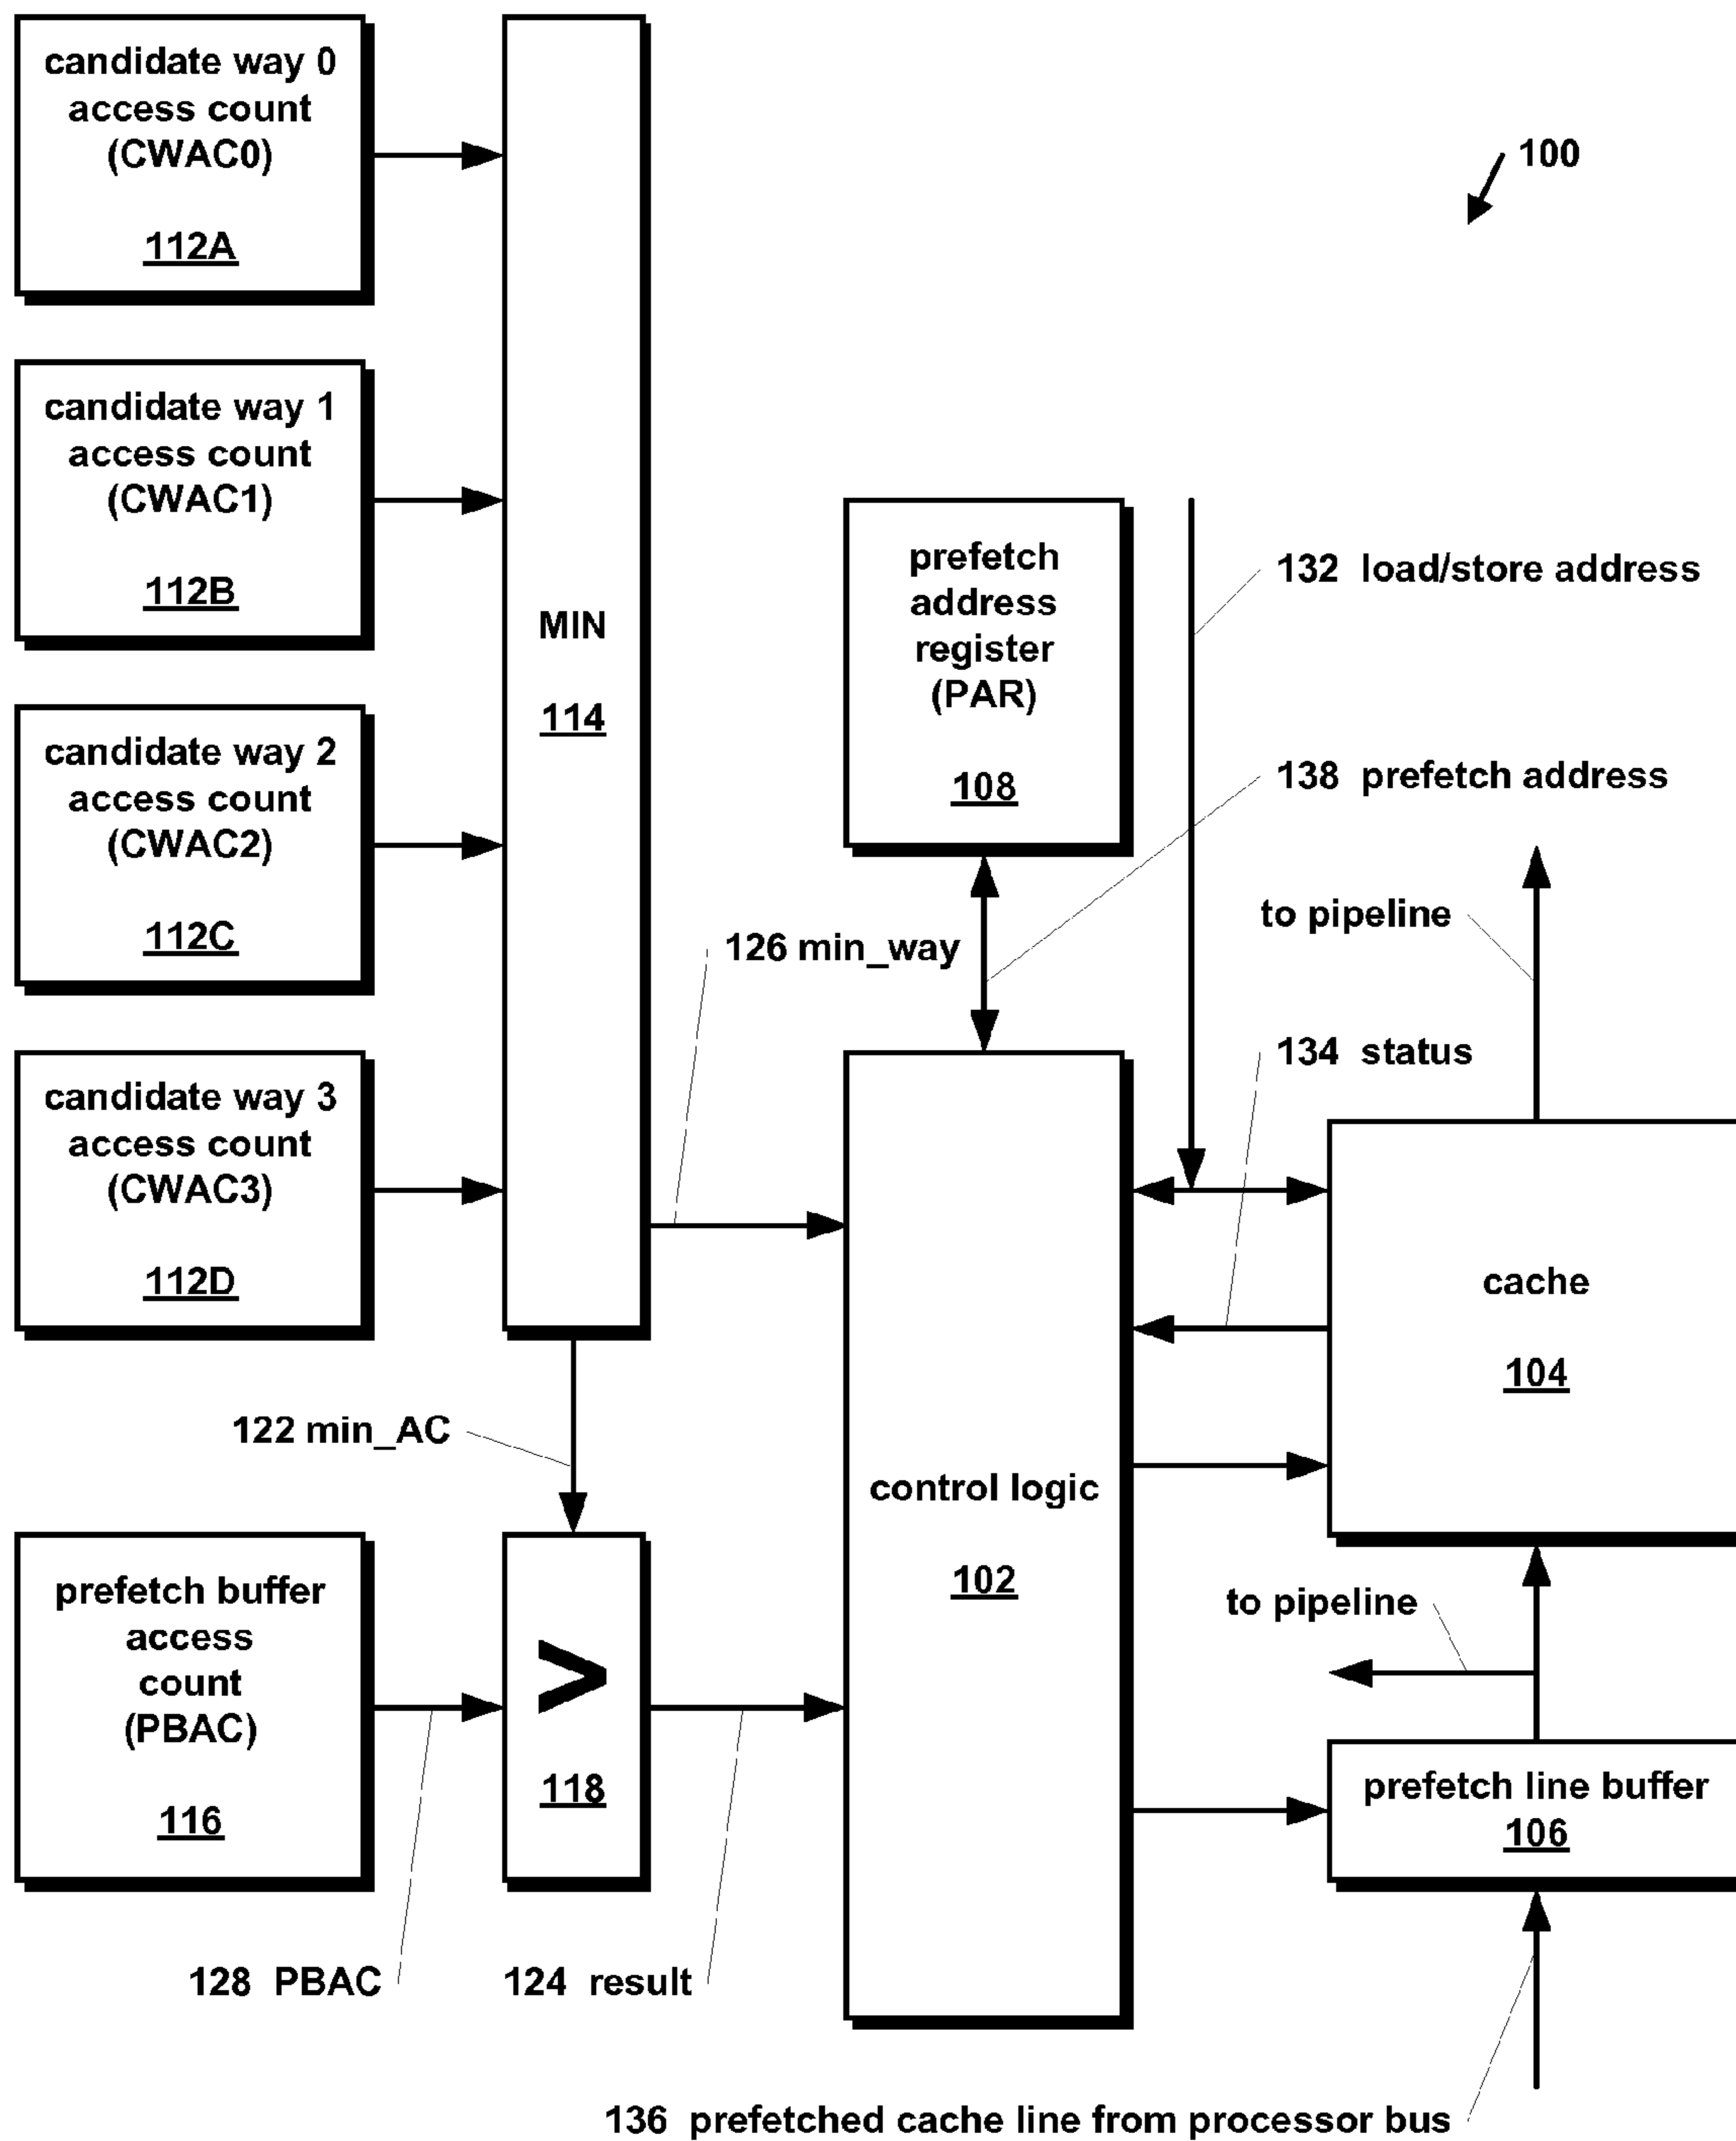 candidate way 0
access count
(CWAC0)
112A
candidate way 1
access count
(CWAC1)
112B
candidate way 2
access count
(CWAC2)
112C
candidate way 3
access count
(CWAC3)
112D
MIN
114
100
prefetch
address
register
(PAR)
108
132 load/store address
138 prefetch address
to pipeline
126 min_way
134 status
cache
104
122 min_AC
control logic
102
prefetch buffer
access
count
(PBAC)
116
>
118
to pipeline
prefetch line buffer
106
128 PBAC
124 result
136 prefetched cache line from processor bus